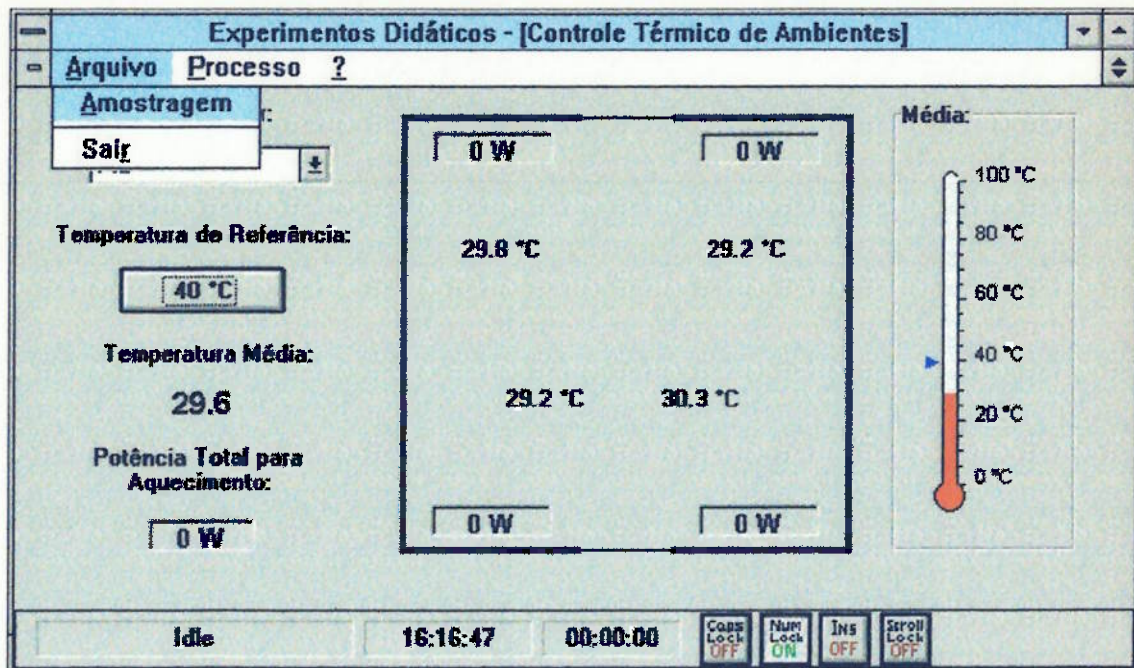 Experimentos Didáticos - [Controle Térmico de Ambientes]
Arquivo Processo ?
Amostragem
Sair
r:
Temperatura de Referência:
40 °C
Temperatura Média:
29.6
Potência Total para
Aquecimento:
0 W
0 W 0 W
29.8 °C 29.2 °C
29.2 °C 30.3 °C
0 W 0 W
Média:
100 °C
80 °C
60 °C
40 °C
20 °C
0 °C
Idle 16:16:47 00:00:00
Caps Lock OFF
Num Lock ON
Ins OFF
Scroll Lock OFF